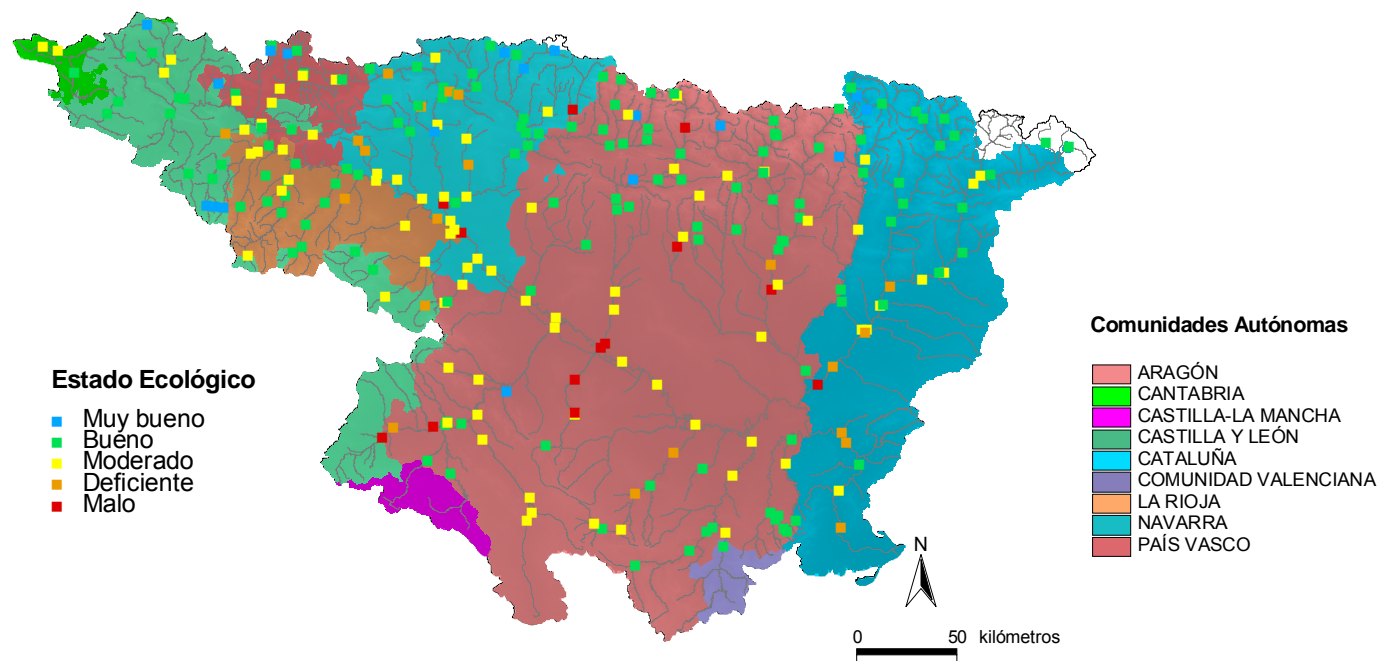 Estado Ecológico
Muy bueno
Bueno
Moderado
Deficiente
Malo
Comunidades Autónomas
ARAGÓN
CANTABRIA
CASTILLA-LA MANCHA
CASTILLA Y LEÓN
CATALUÑA
COMUNIDAD VALENCIANA
LA RIOJA
NAVARRA
PAÍS VASCO
N
0 50 kilómetros